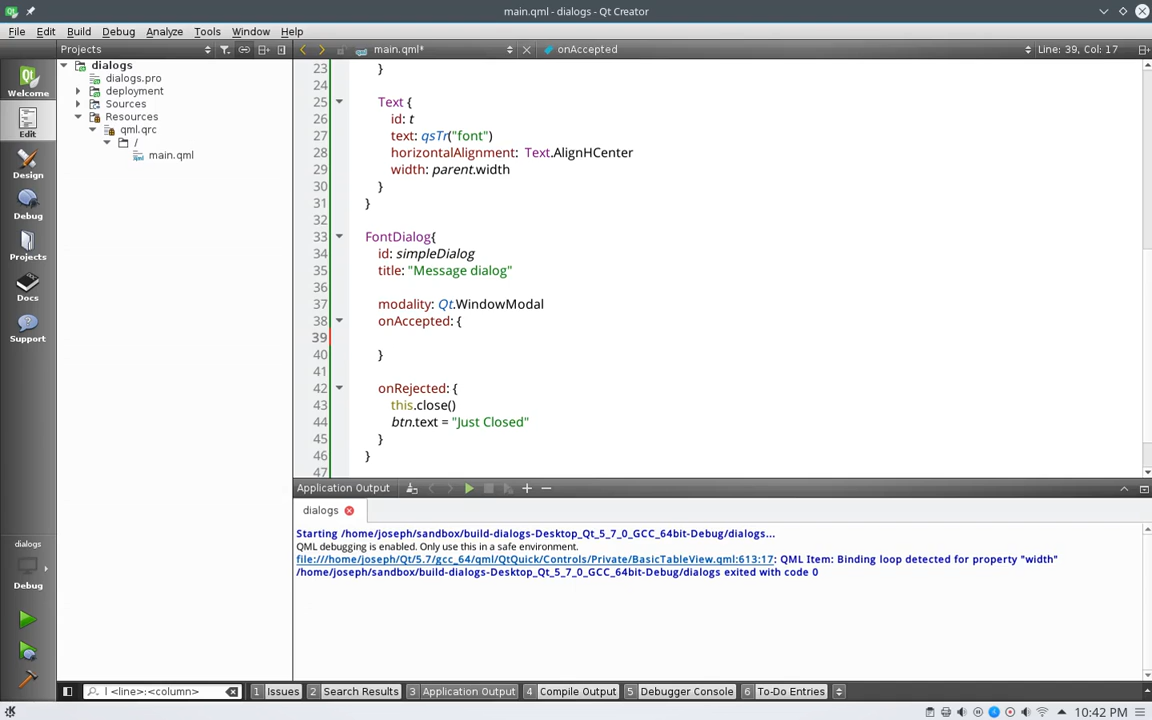 main.qml - dialogs - Qt Creator
File Edit Build Debug Analyze Tools Window Help
Projects
main.qml*
onAccepted
Line: 39, Col: 17
Welcome
Edit
Design
Debug
Projects
Docs
Support
dialogs
Debug
dialogs
dialogs.pro
deployment
Sources
Resources
qml.qrc
/
main.qml
23 }
24
25 Text {
26 id: t
27 text: qsTr("font")
28 horizontalAlignment: Text.AlignHCenter
29 width: parent.width
30 }
31 }
32
33 FontDialog{
34 id: simpleDialog
35 title: "Message dialog"
36
37 modality: Qt.WindowModal
38 onAccepted: {
39
40 }
41
42 onRejected: {
43 this.close()
44 btn.text = "Just Closed"
45 }
46 }
47
Application Output
dialogs
Starting /home/joseph/sandbox/build-dialogs-Desktop_Qt_5_7_0_GCC_64bit-Debug/dialogs...
QML debugging is enabled. Only use this in a safe environment.
file:///home/joseph/Qt/5.7/gcc_64/qml/QtQuick/Controls/Private/BasicTableView.qml:613:17: QML Item: Binding loop detected for property "width"
/home/joseph/sandbox/build-dialogs-Desktop_Qt_5_7_0_GCC_64bit-Debug/dialogs exited with code 0
l <line>:<column>
1 Issues 2 Search Results 3 Application Output 4 Compile Output 5 Debugger Console 6 To-Do Entries
10:42 PM